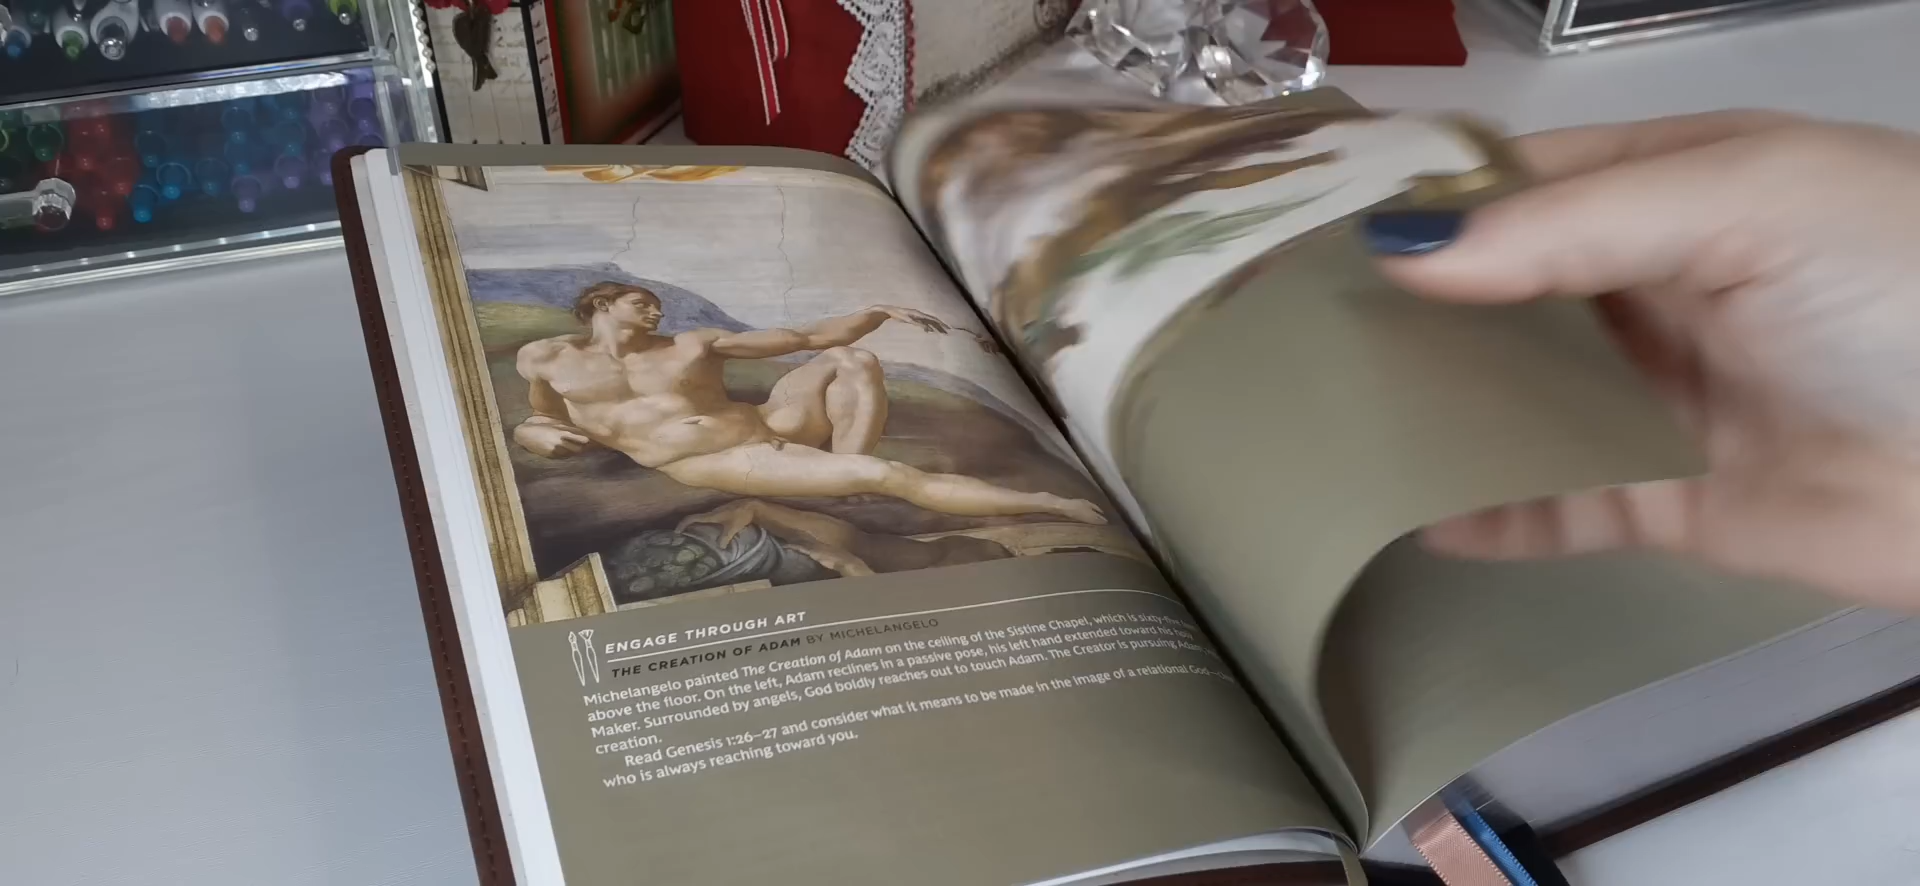 ENGAGE THROUGH ART
THE CREATION OF ADAM BY MICHELANGELO
Michelangelo painted The Creation of Adam on the ceiling of the Sistine Chapel, which is sixty-five
above the floor. On the left, Adam reclines in a passive pose, his left hand extended toward his
Maker. Surrounded by angels, God boldly reaches out to touch Adam. The Creator is pursuing Adam
creation.
Read Genesis 1:26–27 and consider what it means to be made in the image of a relational God—
who is always reaching toward you.